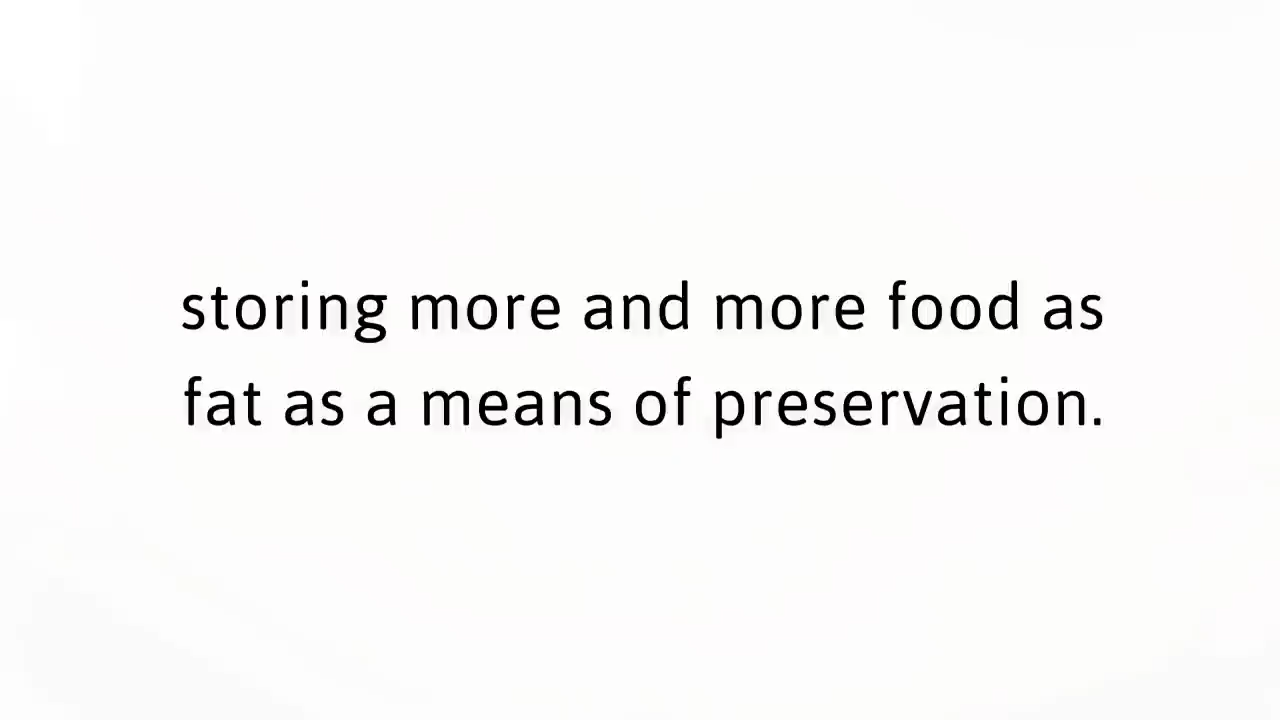 storing more and more food as
fat as a means of preservation.